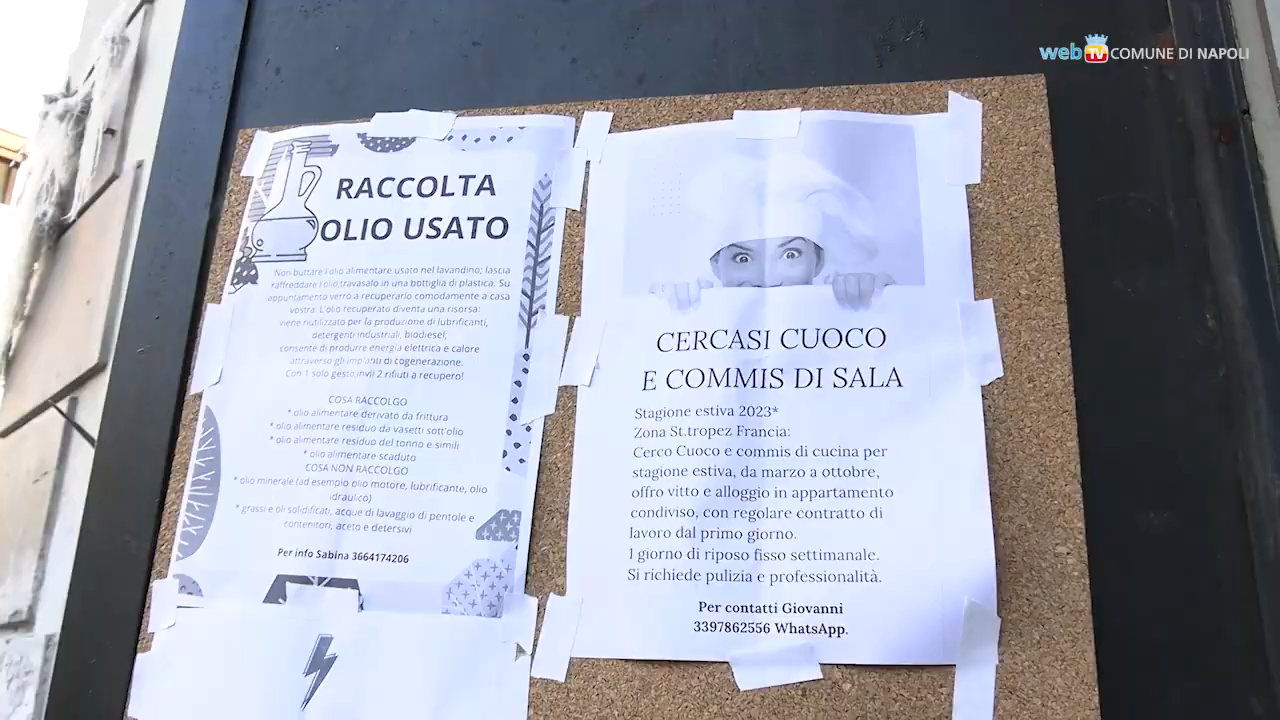 web TV COMUNE DI NAPOLI
RACCOLTA
OLIO USATO
Non buttare l'olio alimentare usato nel lavandino; lascia
raffreddare l'olio,travasalo in una bottiglia di plastica. Su
appuntamento verrò a recuperarlo comodamente a casa
vostra. L'olio recuperato diventa una risorsa:
viene riutilizzato per la produzione di lubrificanti,
detergenti industriali, biodiesel;
consente di produrre energia elettrica e calore
attraverso gli impianti di cogenerazione.
Con 1 solo gesto,invii 2 rifiuti a recupero!
COSA RACCOLGO
* olio alimentare derivato da frittura
* olio alimentare residuo da vasetti sott'olio
* olio alimentare residuo del tonno e simili
* olio alimentare scaduto
COSA NON RACCOLGO
* olio minerale (ad esempio olio motore, lubrificante, olio
idraulico)
* grassi e oli solidificati, acque di lavaggio di pentole e
contenitori, aceto e detersivi
Per info Sabina 3664174206
CERCASI CUOCO
E COMMIS DI SALA
Stagione estiva 2023*
Zona St.tropez Francia:
Cerco Cuoco e commis di cucina per
stagione estiva, da marzo a ottobre,
offro vitto e alloggio in appartamento
condiviso, con regolare contratto di
lavoro dal primo giorno.
1 giorno di riposo fisso settimanale.
Si richiede pulizia e professionalità.
Per contatti Giovanni
3397862556 WhatsApp.